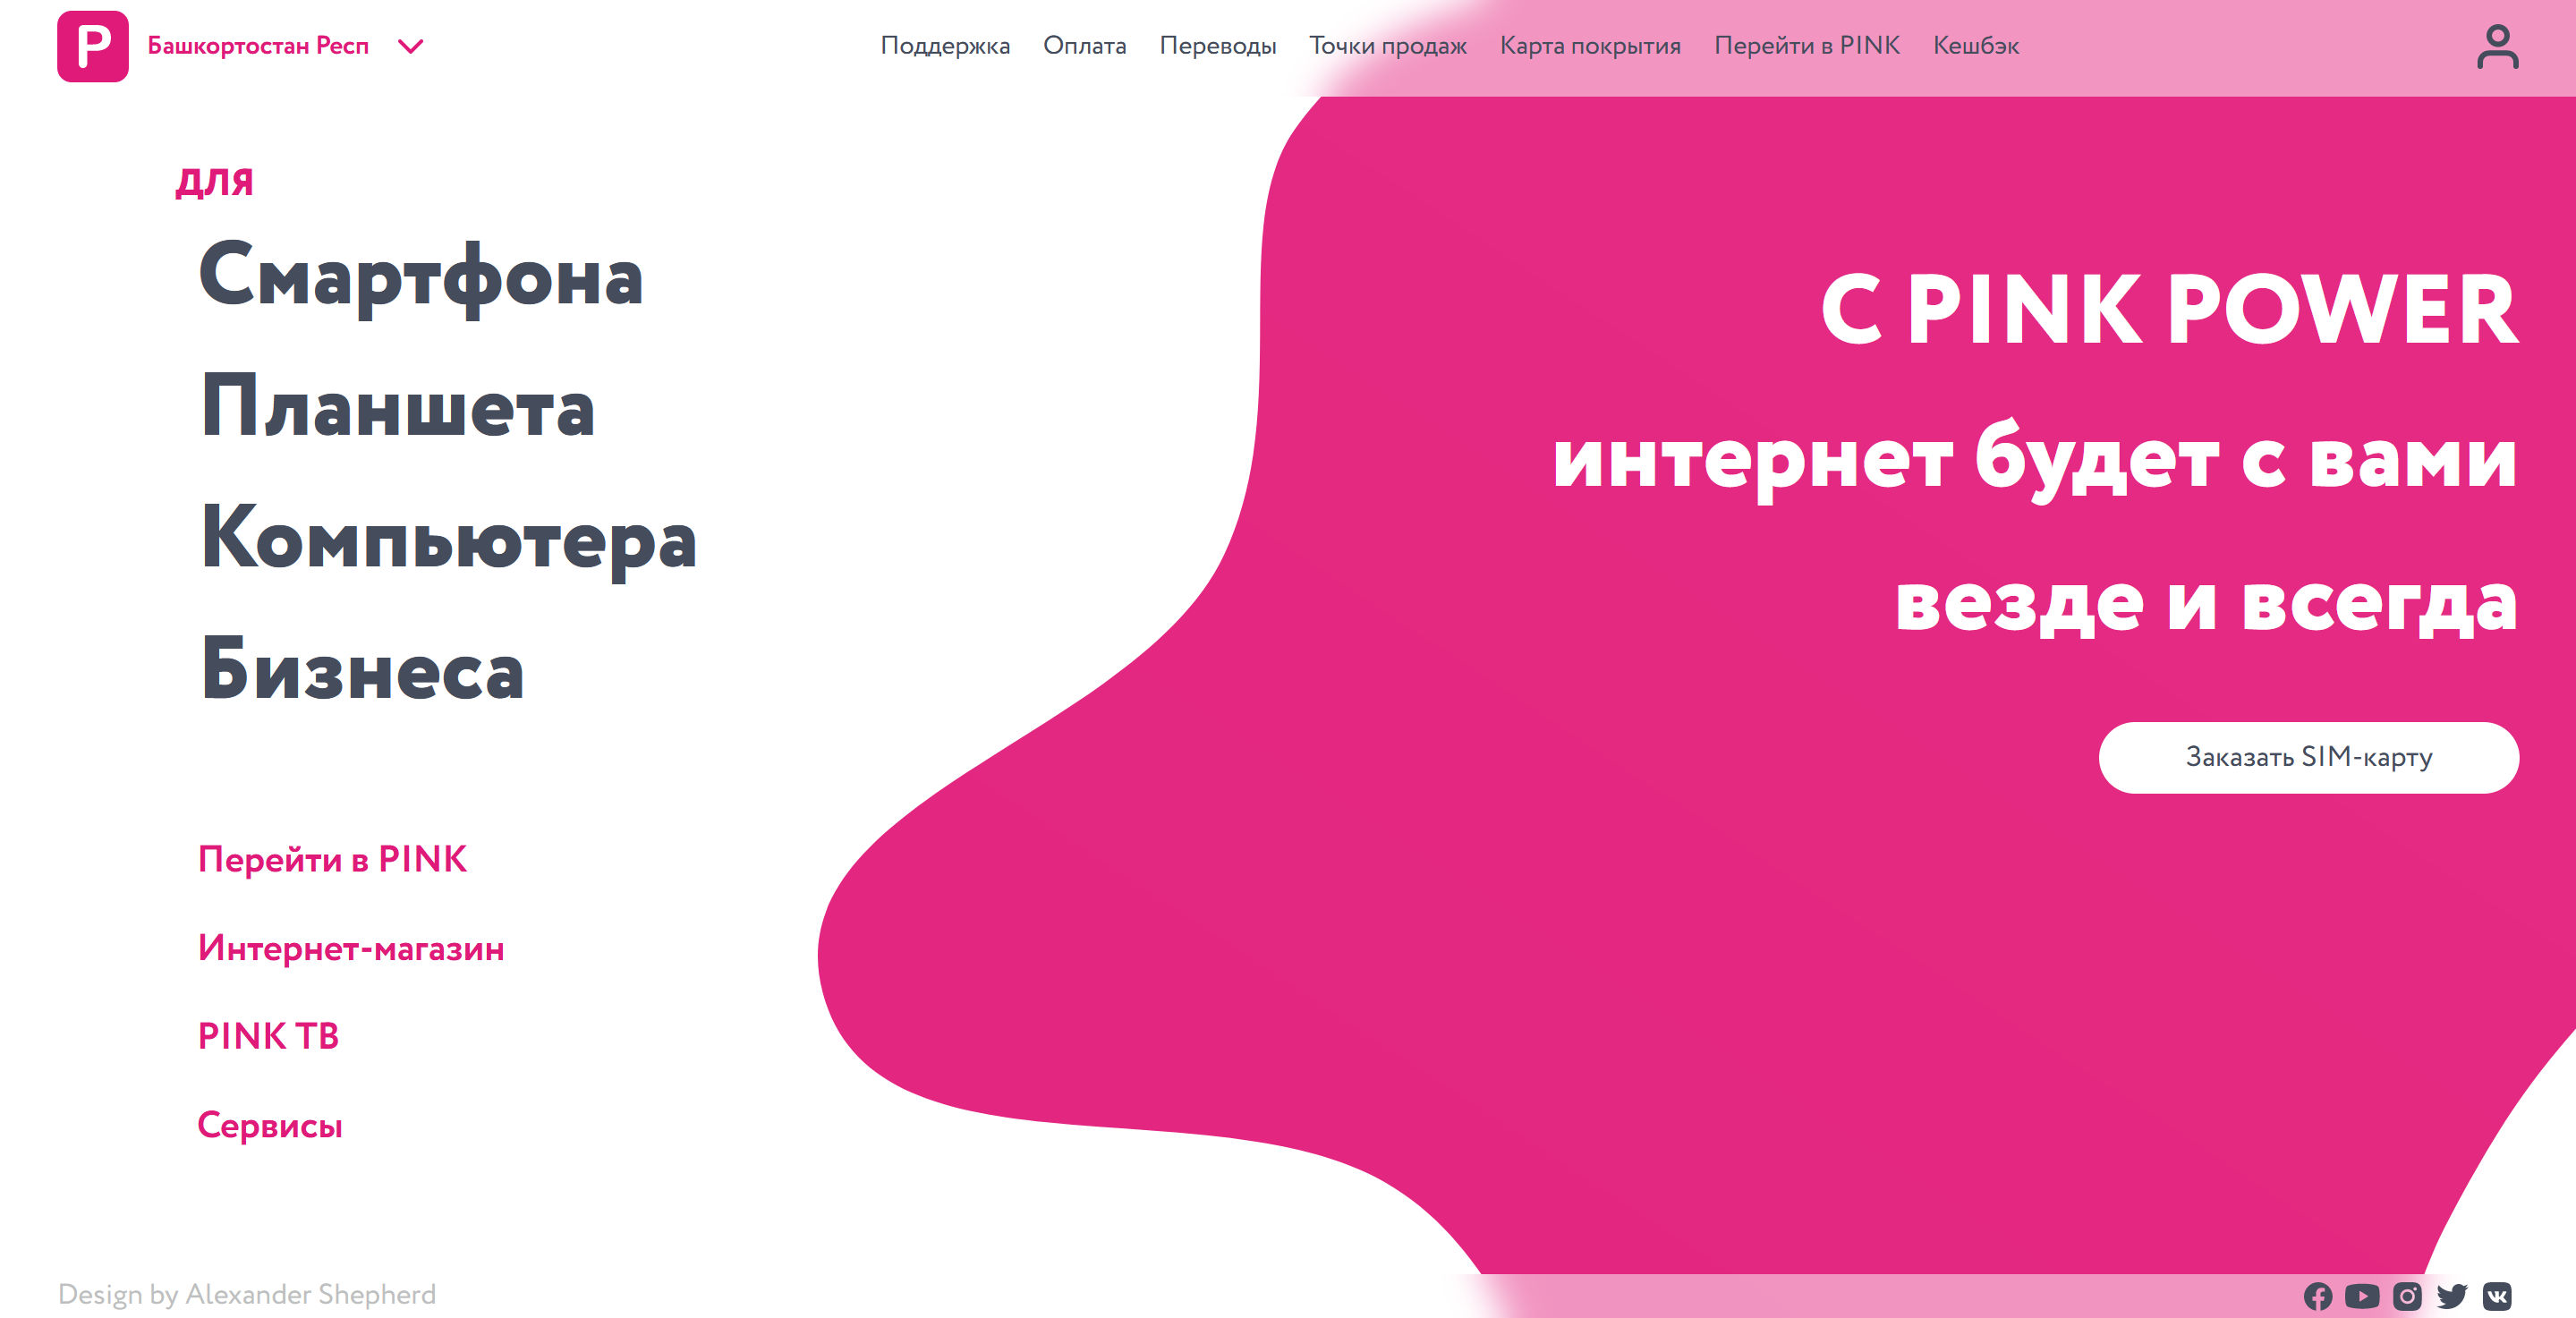 P Башкортостан Респ
Поддержка Оплата Переводы Точки продаж Карта покрытия Перейти в PINK Кешбэк
для
Смартфона
Планшета
Компьютера
Бизнеса
Перейти в PINK
Интернет-магазин
PINK ТВ
Сервисы
С PINK POWER
интернет будет с вами
везде и всегда
Заказать SIM-карту
Design by Alexander Shepherd